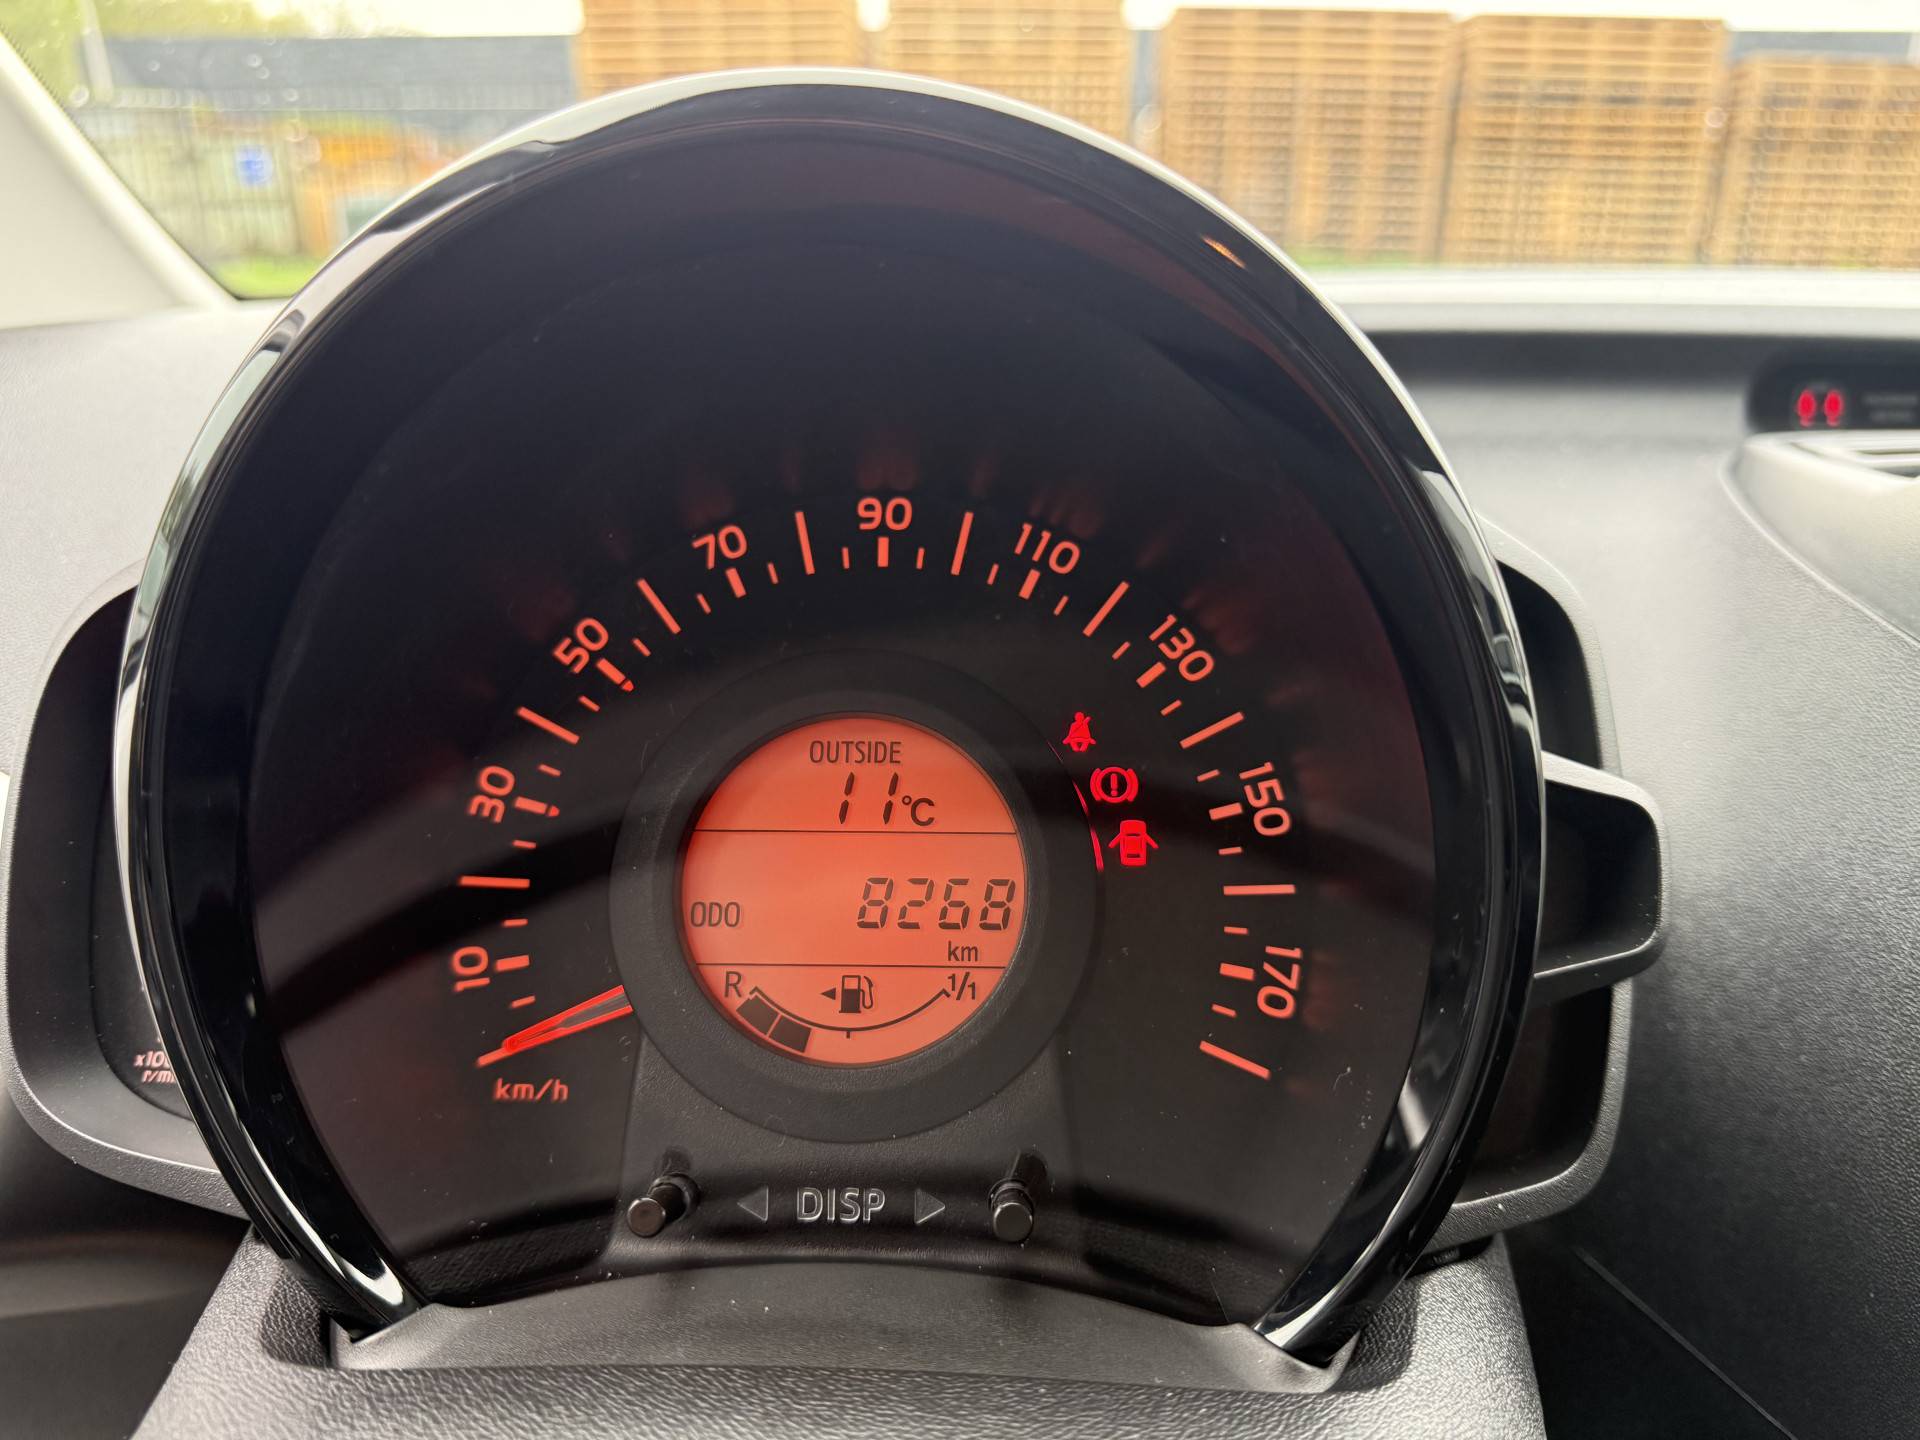 90
70
110
50
130
30
150
10
170
km/h
OUTSIDE
11°C
ODO 8268
km
R 1/1
DISP